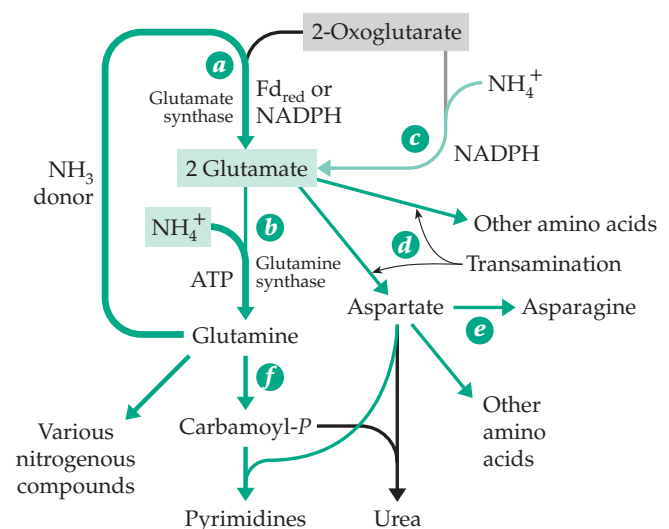 2-Oxoglutarate
a
Glutamate
synthase
Fd_red or
NADPH
NH₄⁺
c
NADPH
NH₃
donor
2 Glutamate
NH₄⁺
b
ATP
Glutamine
synthase
d
Other amino acids
Transamination
Aspartate
Asparagine
e
Glutamine
f
Various
nitrogenous
compounds
Carbamoyl-P
Other
amino
acids
Pyrimidines
Urea